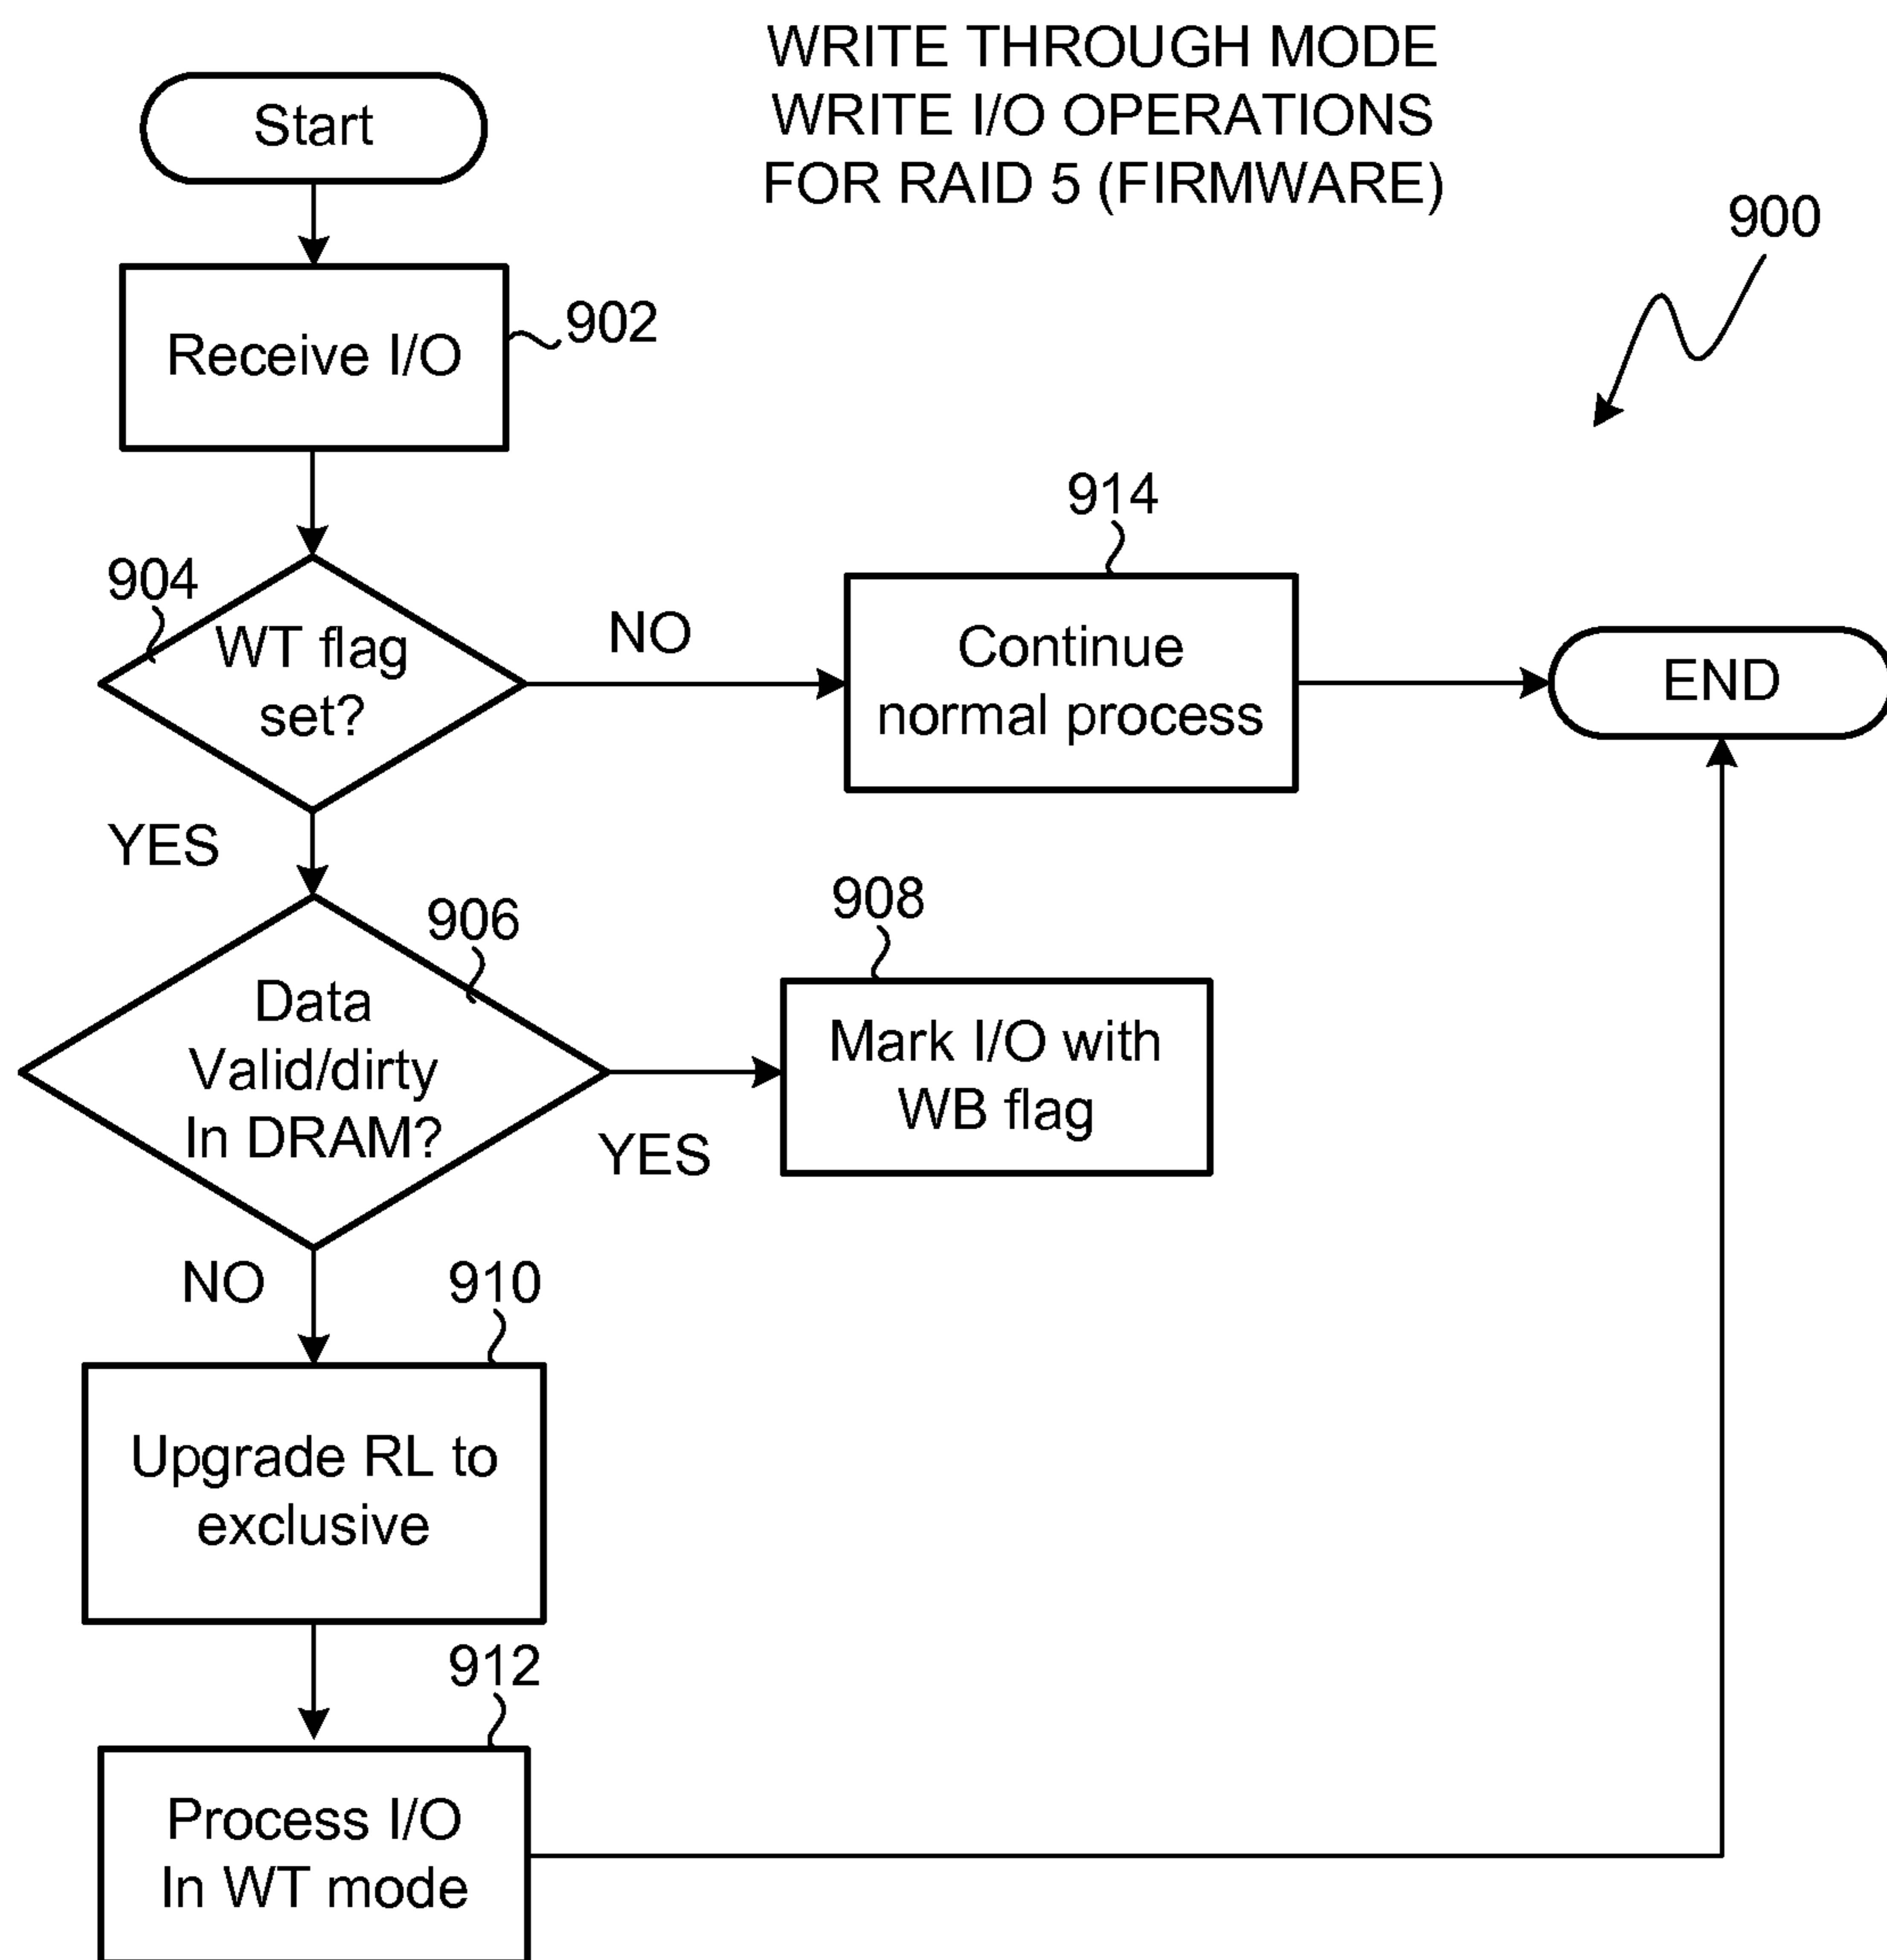 WRITE THROUGH MODE
WRITE I/O OPERATIONS
FOR RAID 5 (FIRMWARE)
Start
900
Receive I/O
902
914
904
WT flag
set?
NO
Continue
normal process
END
YES
906
908
Data
Valid/dirty
In DRAM?
Mark I/O with
WB flag
YES
NO
910
Upgrade RL to
exclusive
912
Process I/O
In WT mode